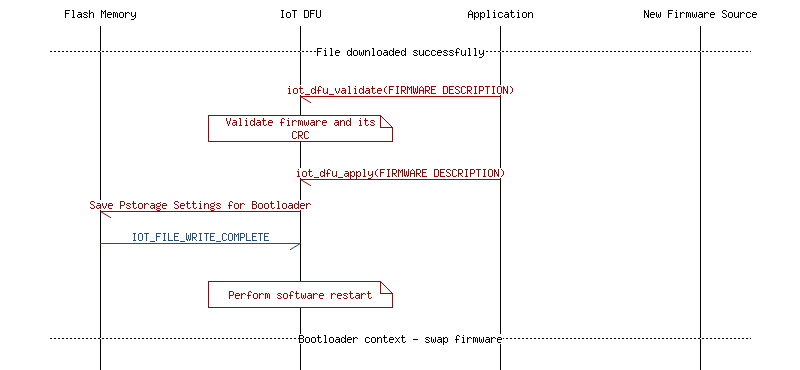 Flash Memory IoT DFU Application New Firmware Source
File downloaded successfully
iot_dfu_validate(FIRMWARE DESCRIPTION)
Validate firmware and its
CRC
iot_dfu_apply(FIRMWARE DESCRIPTION)
Save Pstorage Settings for Bootloader
IOT_FILE_WRITE_COMPLETE
Perform software restart
Bootloader context - swap firmware